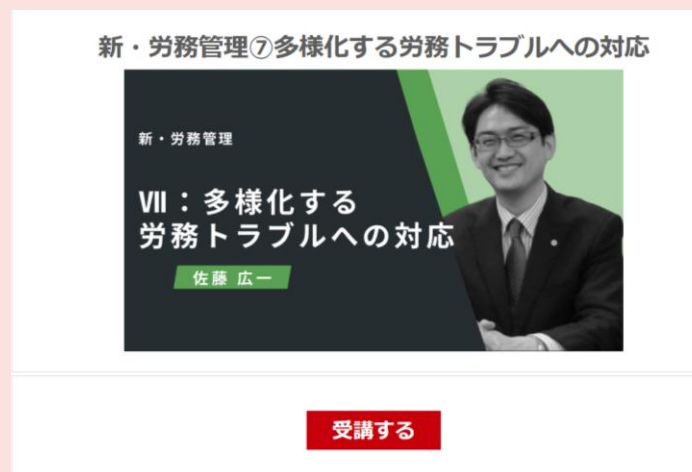 新・労務管理⑦多様化する労務トラブルへの対応
新・労務管理
Ⅶ：多様化する
労務トラブルへの対応
佐藤 広一
受講する